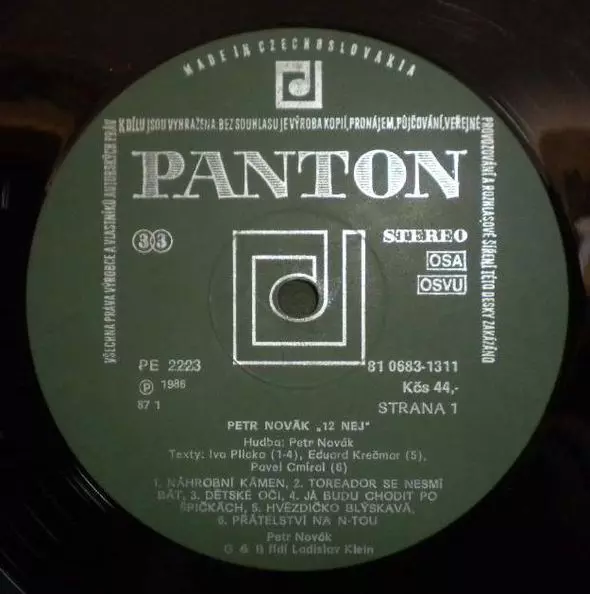 MADE IN CZECHOSLOVAKIA
VŠECHNA PRÁVA VÝROBCE A VLASTNÍKŮ AUTORSKÝCH PRÁV
K DÍLU JSOU VYHRAŽENA. BEZ SOUHLASU JE VÝROBA KOPIÍ, PRONÁJEM, PŮJČOVÁNÍ, VEŘEJNÉ
PROVOZOVÁNÍ A ROZHLASOVÉ ŠÍŘENÍ TÉTO DESKY ZAKÁZÁNO
PANTON
33
STEREO
OSA
OSVU
PE 2223
81 0683-1311
Ⓟ 1986
Kčs 44,-
87 1
STRANA 1
PETR NOVÁK „12 NEJ"
Hudba: Petr Novák
Texty: Ivo Plicka (1-4), Eduard Krečmar (5),
Pavel Cmíral (6)
1. NÁHROBNÍ KÁMEN, 2. TOREADOR SE NESMÍ
BÁT, 3. DĚTSKÉ OČI, 4. JÁ BUDU CHODIT PO
ŠPIČKÁCH, 5. HVĚZDIČKO BLÝSKAVÁ,
6. PŘÁTELSTVÍ NA N-TOU
Petr Novák
G & B řídí Ladislav Klein